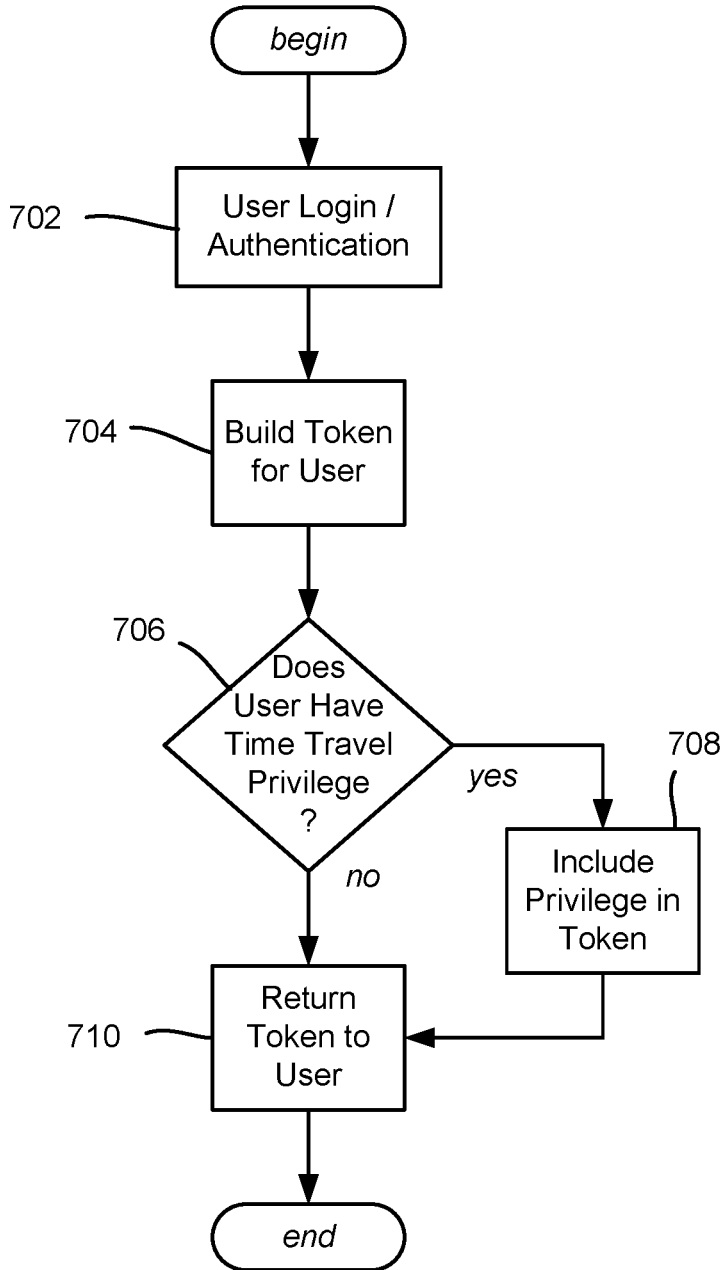 begin
702
User Login /
Authentication
704
Build Token
for User
706
Does
User Have
Time Travel
Privilege
?
yes
no
708
Include
Privilege in
Token
710
Return
Token to
User
end